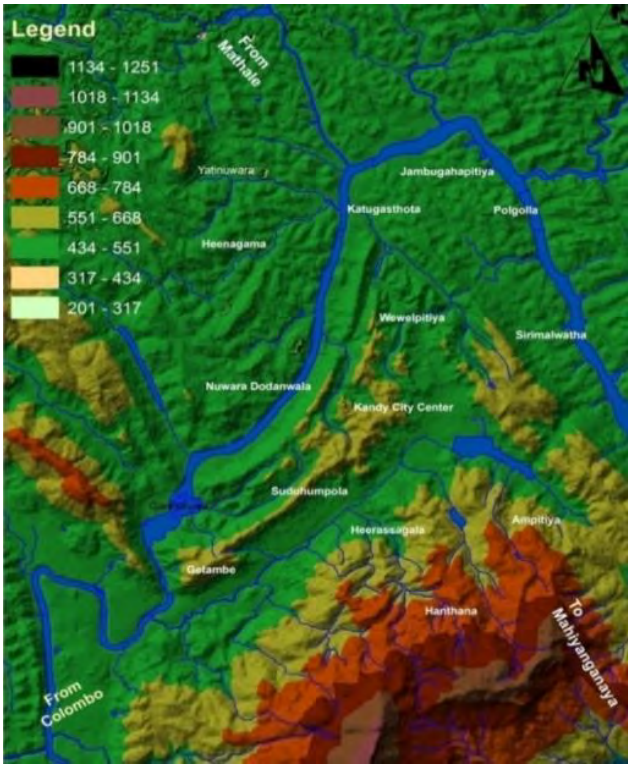 Legend
1134 - 1251
1018 - 1134
901 - 1018
784 - 901
668 - 784
551 - 668
434 - 551
317 - 434
201 - 317
From
Mathale
N
Yatinuwara
Jambugahapitiya
Katugasthota
Polgolla
Heenagama
Wewelpitiya
Sirimalwatha
Nuwara Dodanwala
Kandy City Center
Suduhumpola
Heerassagala
Ampitiya
Getambe
Hanthana
To
Mahiyanganaya
From
Colombo